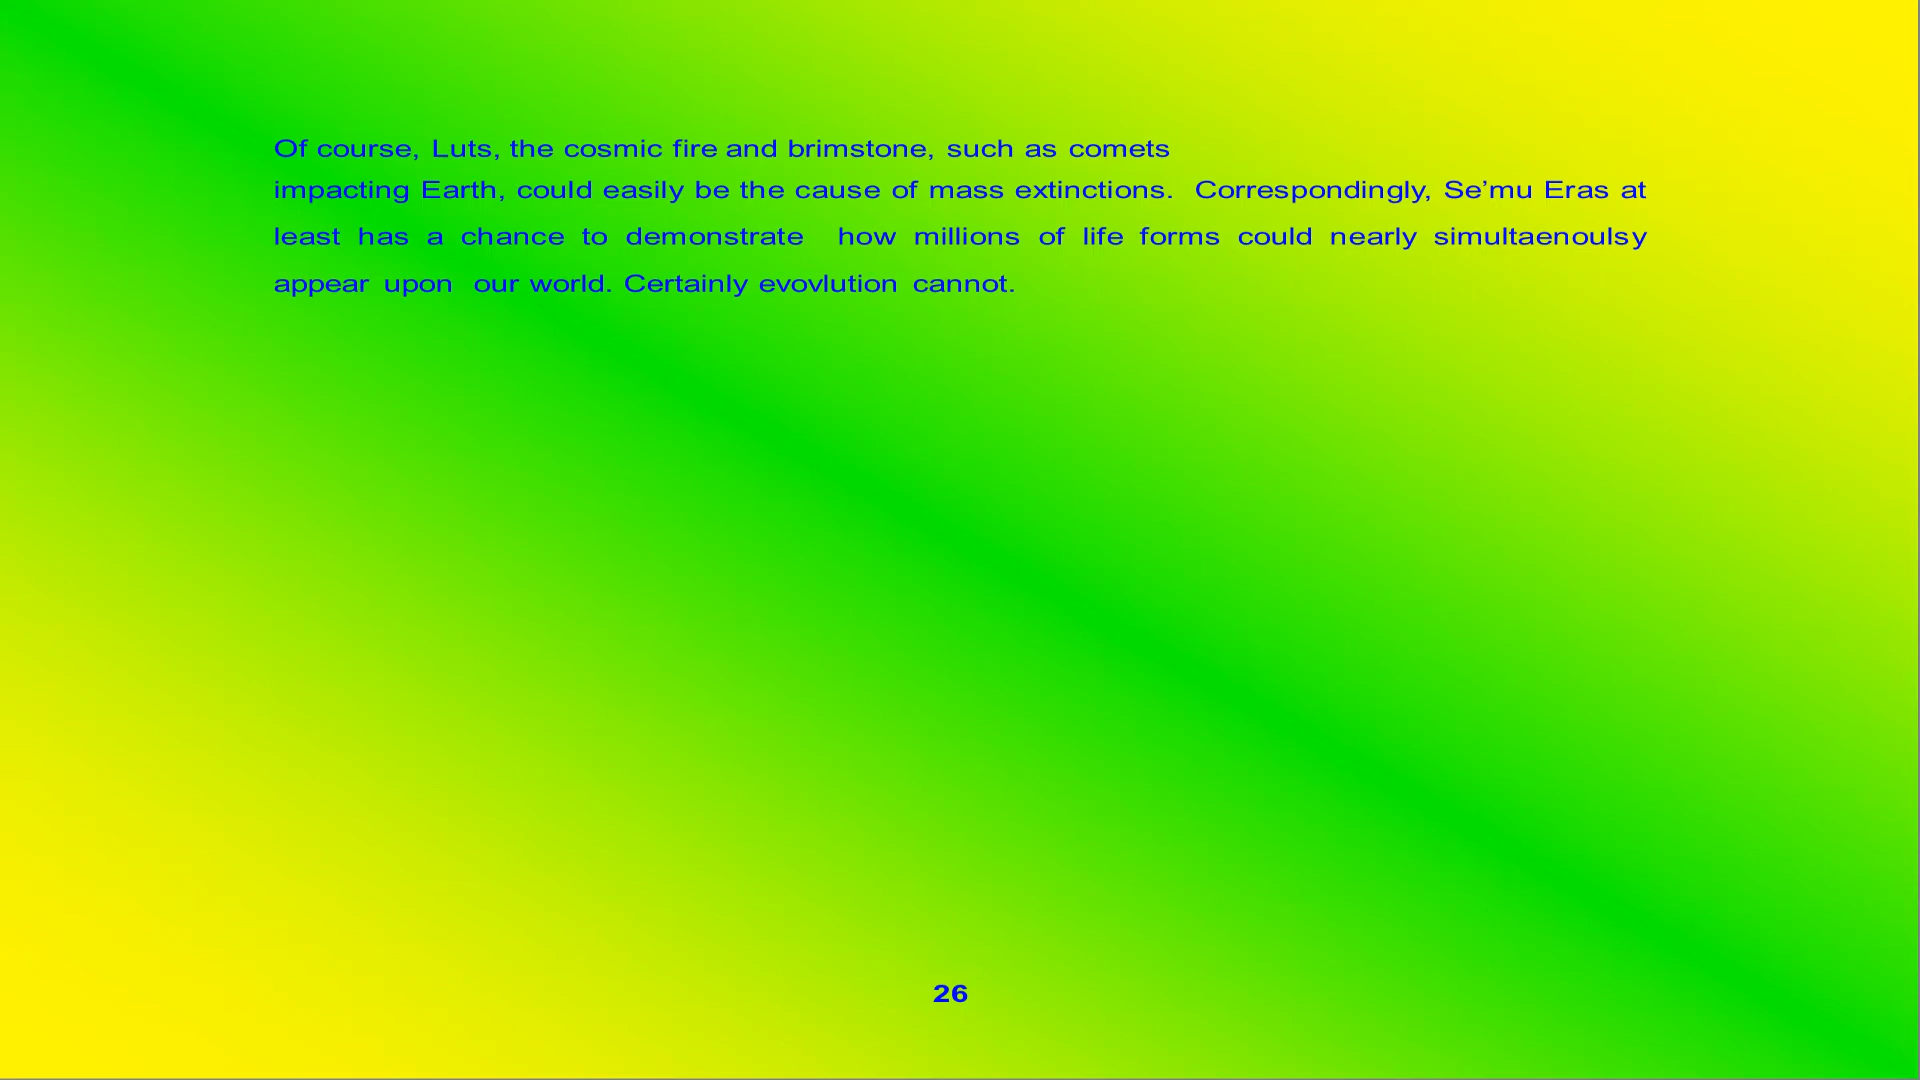 Of course, Luts, the cosmic fire and brimstone, such as comets
impacting Earth, could easily be the cause of mass extinctions. Correspondingly, Se’mu Eras at
least has a chance to demonstrate how millions of life forms could nearly simultaenoulsy
appear upon our world. Certainly evovlution cannot.
26